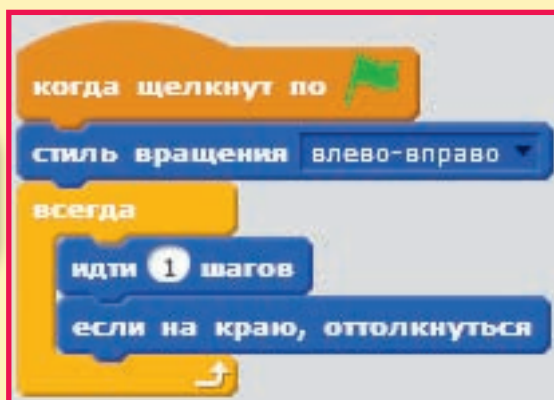 когда щелкнут по
стиль вращения влево-вправо
всегда
идти 1 шагов
если на краю, оттолкнуться